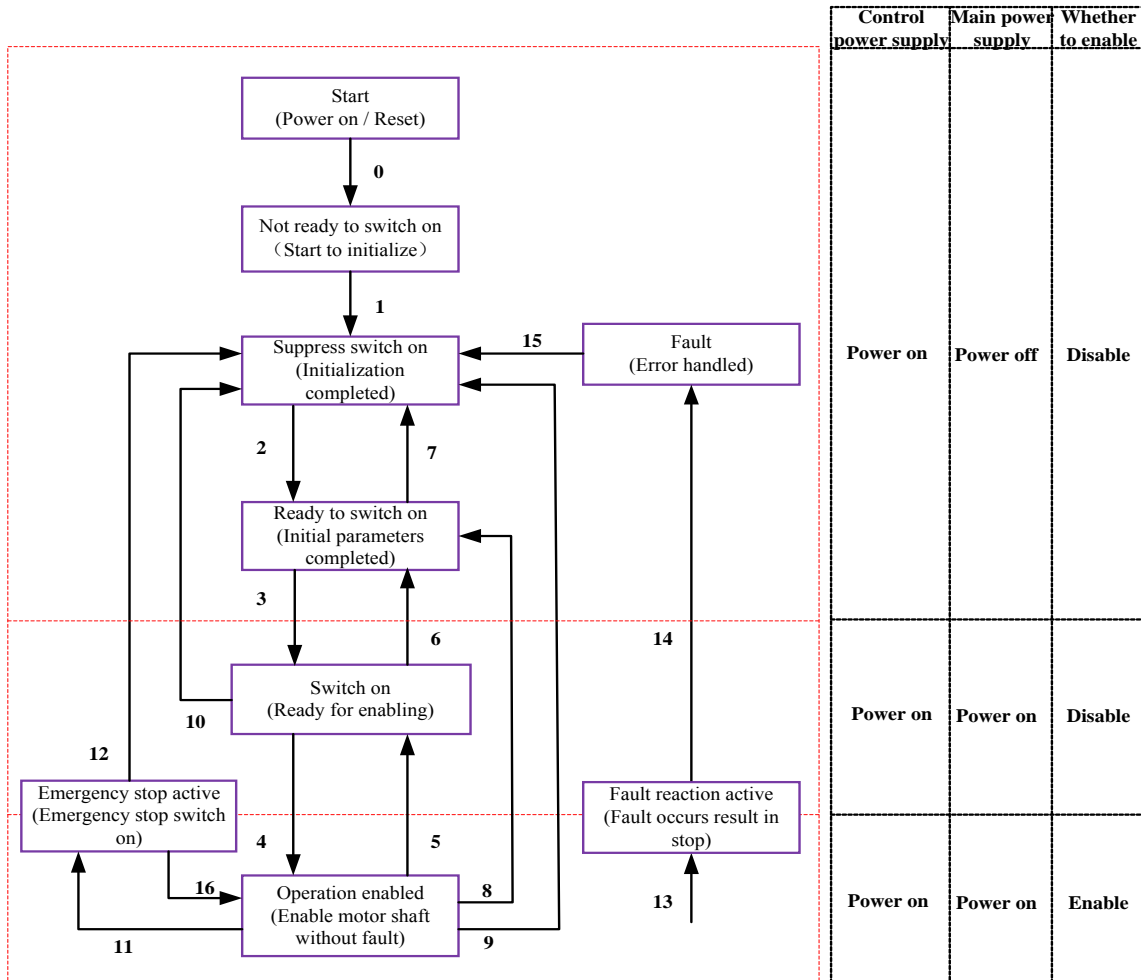 Control
power supply
Main power
supply
Whether
to enable
Start
(Power on / Reset)
0
Not ready to switch on
（Start to initialize）
1
Suppress switch on
(Initialization
completed)
15
Fault
(Error handled)
Power on
Power off
Disable
2
7
Ready to switch on
(Initial parameters
completed)
3
6
14
Switch on
(Ready for enabling)
10
Power on
Power on
Disable
12
Emergency stop active
(Emergency stop switch
on)
Fault reaction active
(Fault occurs result in
stop)
4
5
16
Operation enabled
(Enable motor shaft
without fault)
8
9
11
13
Power on
Power on
Enable